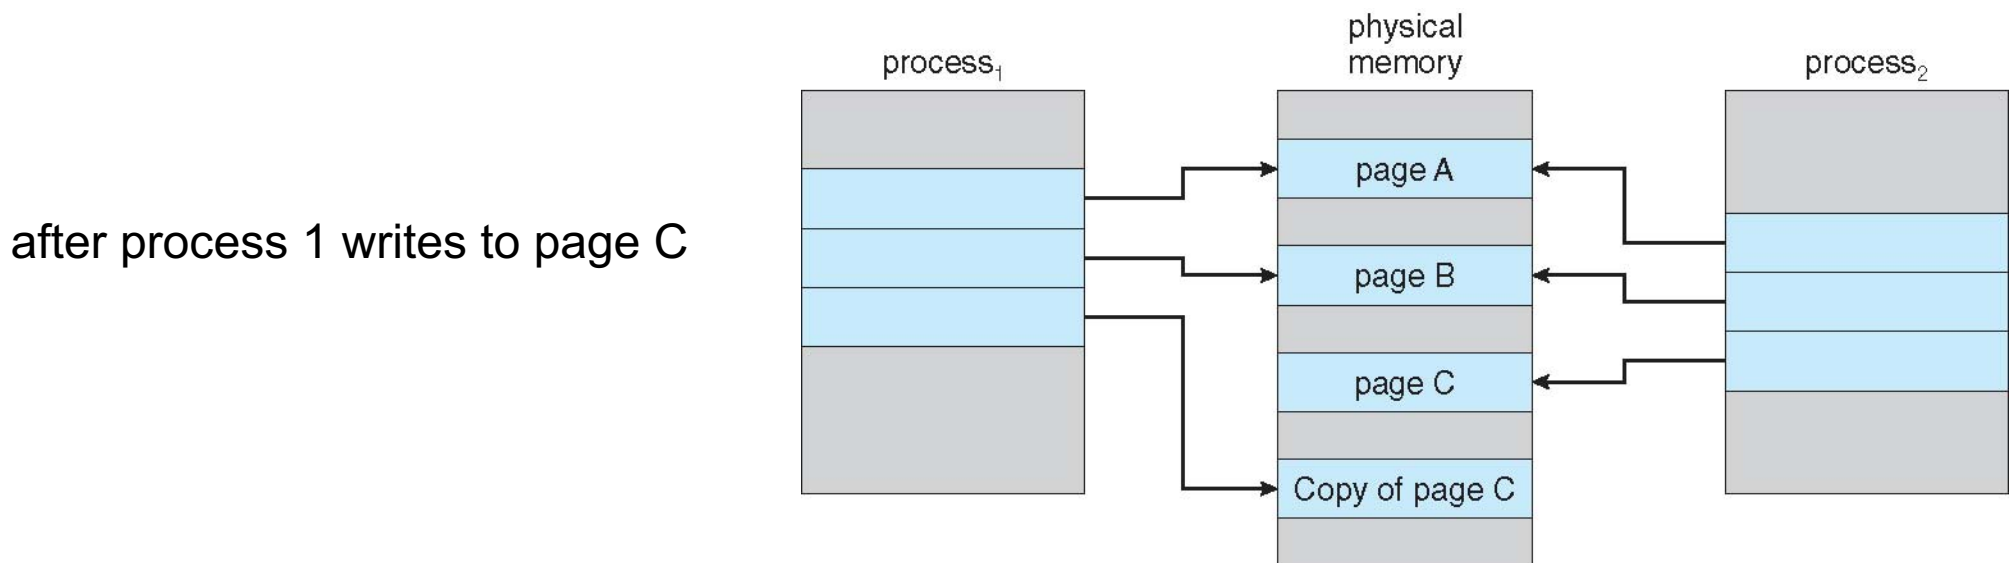 after process 1 writes to page C
process₁
physical
memory
process₂
page A
page B
page C
Copy of page C